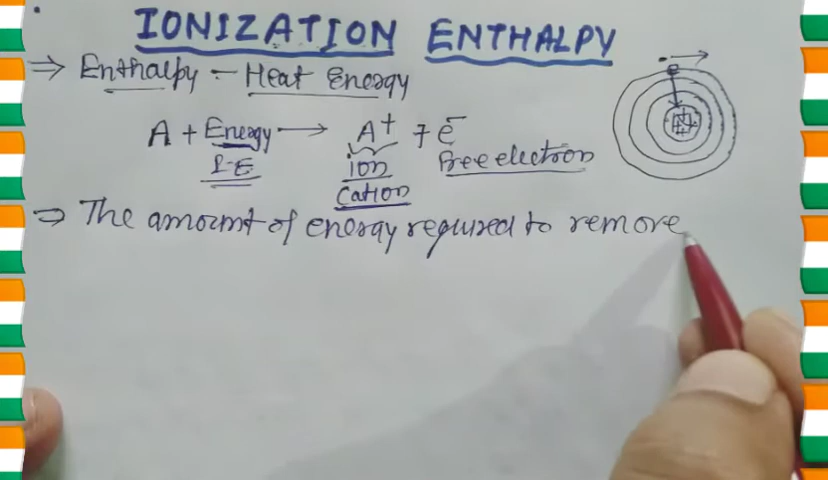 IONIZATION ENTHALPY
⇒ Enthalpy - Heat Energy
e
A + Energy → A+ + e-
I.E ion Free electron
Cation
⇒ The amount of energy required to remove